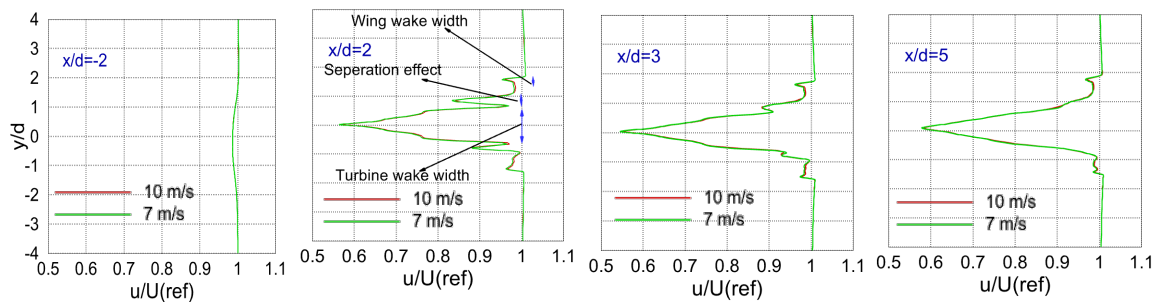 4
3
2
1
0
-1
-2
-3
-4
y/d
x/d=-2
10 m/s
7 m/s
0.5 0.6 0.7 0.8 0.9 1 1.1
u/U(ref)
Wing wake width
x/d=2
Seperation effect
Turbine wake width
10 m/s
7 m/s
0.5 0.6 0.7 0.8 0.9 1 1.1
u/U(ref)
x/d=3
10 m/s
7 m/s
0.5 0.6 0.7 0.8 0.9 1 1.1
u/U(ref)
x/d=5
10 m/s
7 m/s
0.5 0.6 0.7 0.8 0.9 1 1.1
u/U(ref)